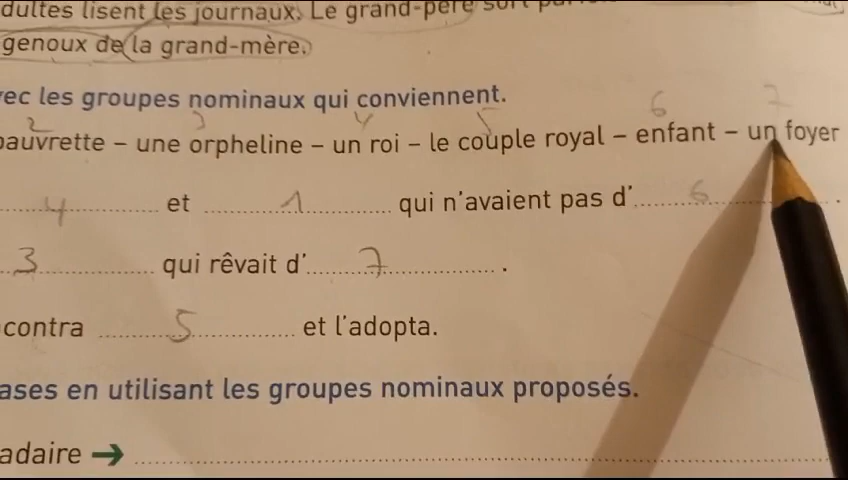 dultes lisent les journaux. Le grand-père sort
genoux de la grand-mère.
ec les groupes nominaux qui conviennent.
2 3 4 5 6 7
pauvrette – une orpheline – un roi – le couple royal – enfant – un foyer
4 et 1 qui n'avaient pas d' 6 .
3 qui rêvait d' 7 .
contra 5 et l'adopta.
ases en utilisant les groupes nominaux proposés.
adaire →